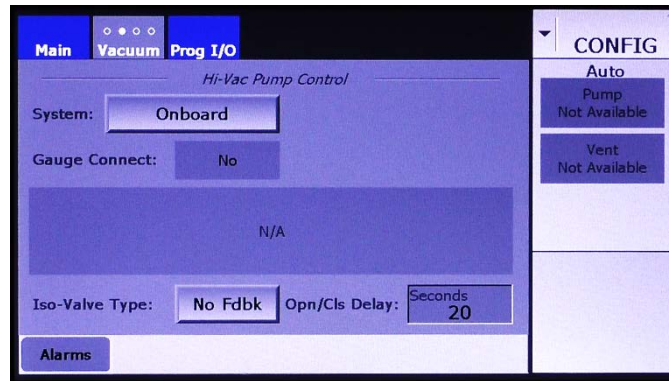 Main
Vacuum
Prog I/O
CONFIG
Hi-Vac Pump Control
Auto
Pump
Not Available
System:
Onboard
Gauge Connect:
No
Vent
Not Available
N/A
Iso-Valve Type:
No Fdbk
Opn/Cls Delay:
Seconds
20
Alarms